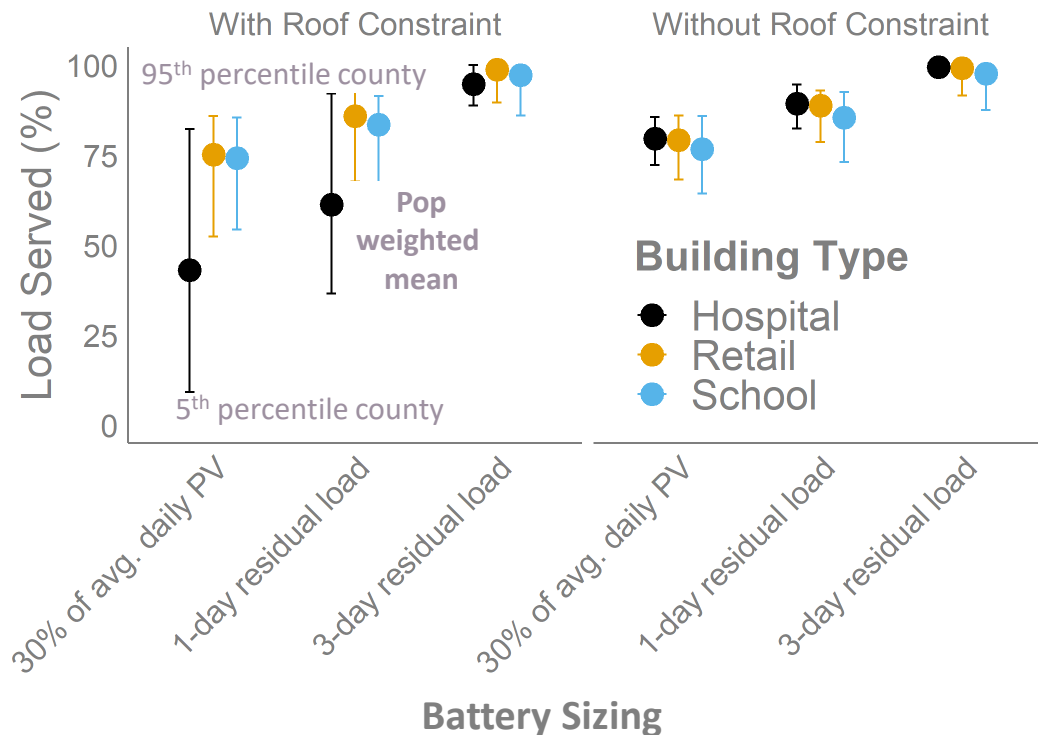 With Roof Constraint
Without Roof Constraint
Load Served (%)
100
75
50
25
0
95th percentile county
Pop
weighted
mean
5th percentile county
Building Type
Hospital
Retail
School
30% of avg. daily PV
1-day residual load
3-day residual load
30% of avg. daily PV
1-day residual load
3-day residual load
Battery Sizing